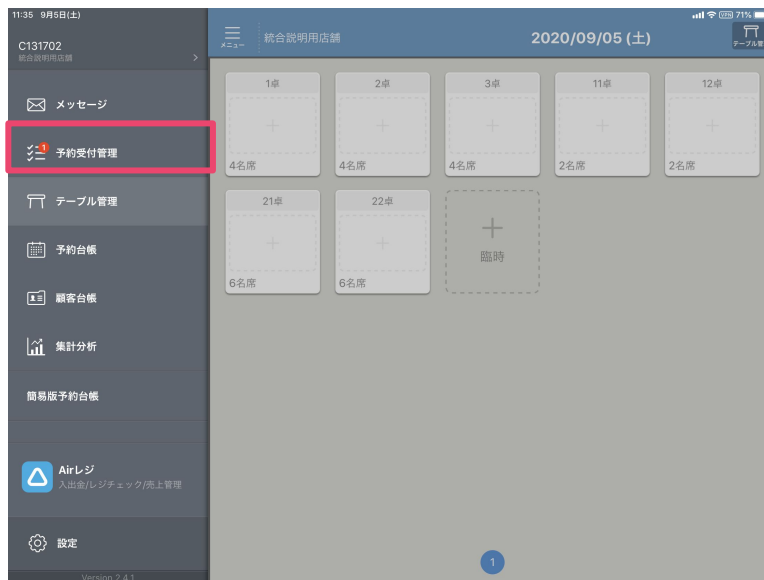 11:35 9月5日(土)
VPN 71%
C131702
統合説明用店舗
メニュー
統合説明用店舗
2020/09/05 (土)
メッセージ
1
予約受付管理
テーブル管理
予約台帳
顧客台帳
集計分析
簡易版予約台帳
Airレジ
入出金/レジチェック/売上管理
設定
Version 2.4.1
1卓
2卓
3卓
11卓
12卓
4名席
4名席
4名席
2名席
2名席
21卓
22卓
臨時
6名席
6名席
1